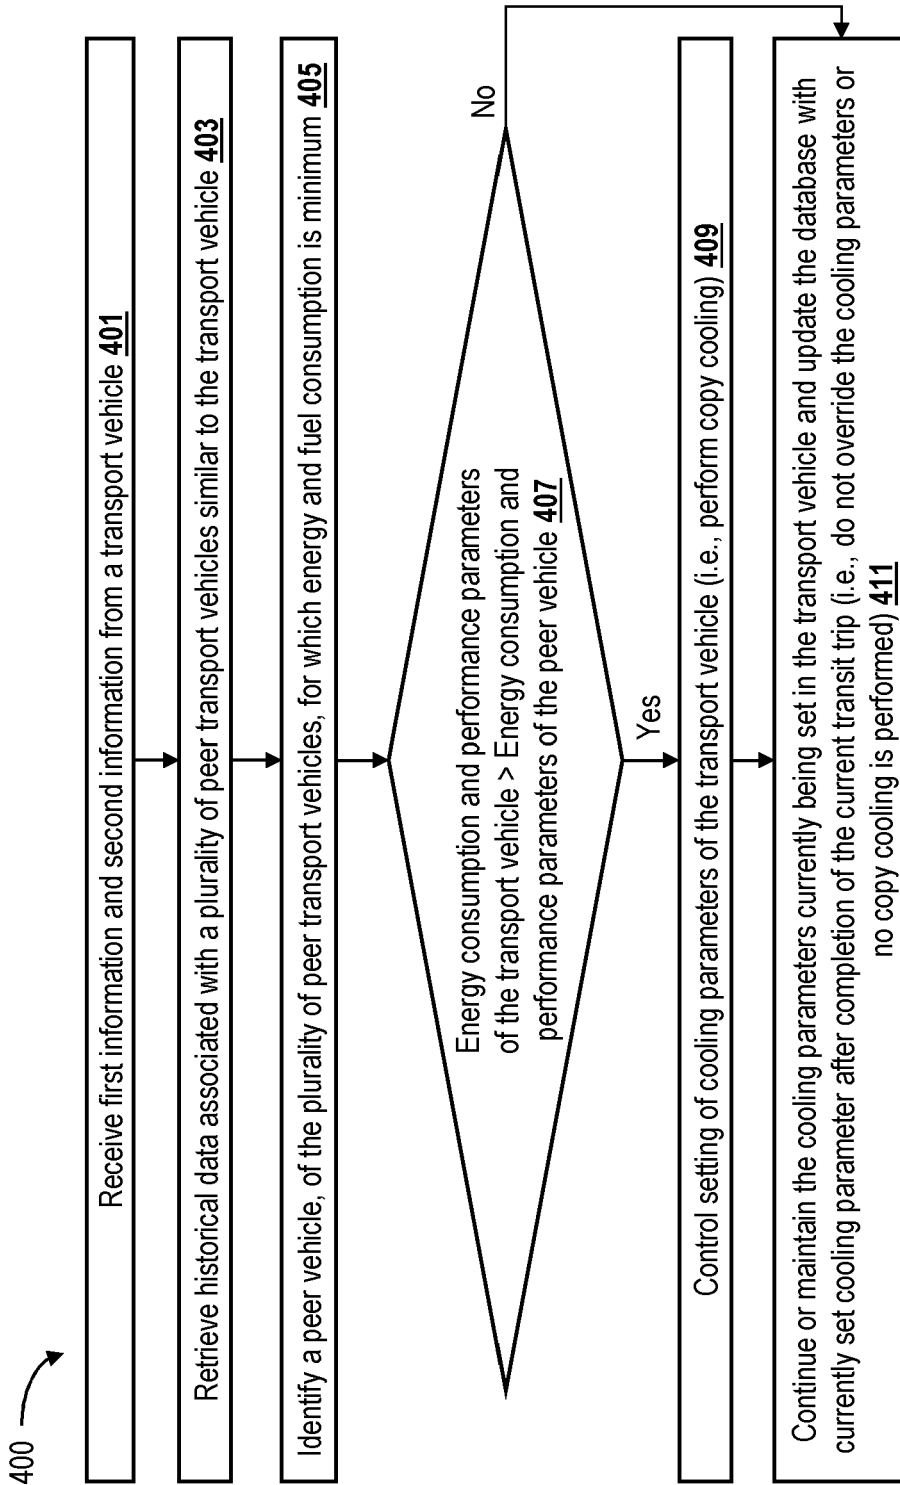 400
Receive first information and second information from a transport vehicle 401
Retrieve historical data associated with a plurality of peer transport vehicles similar to the transport vehicle 403
Identify a peer vehicle, of the plurality of peer transport vehicles, for which energy and fuel consumption is minimum 405
Energy consumption and performance parameters
of the transport vehicle > Energy consumption and
performance parameters of the peer vehicle 407
No
Yes
Control setting of cooling parameters of the transport vehicle (i.e., perform copy cooling) 409
Continue or maintain the cooling parameters currently being set in the transport vehicle and update the database with
currently set cooling parameter after completion of the current transit trip (i.e., do not override the cooling parameters or
no copy cooling is performed) 411